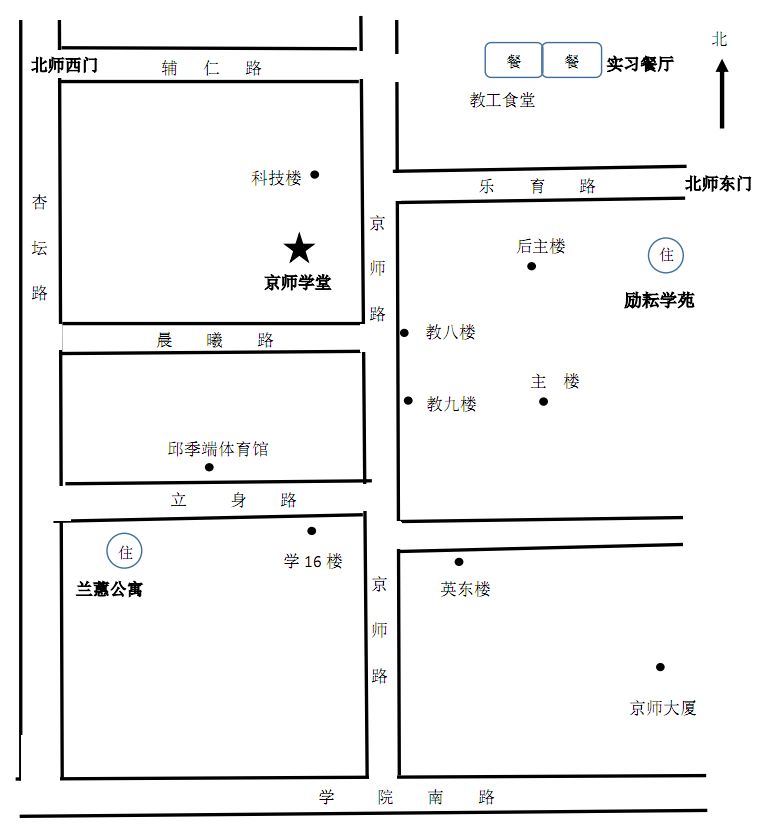 北
餐 餐 实习餐厅
北师西门
辅仁路
教工食堂
科技楼
乐育路
北师东门
杏坛路
京师路
后主楼
住
京师学堂
励耘学苑
晨曦路
教八楼
主 楼
教九楼
邱季端体育馆
立身路
住
学16楼
兰蕙公寓
京师路
英东楼
京师大厦
学院南路